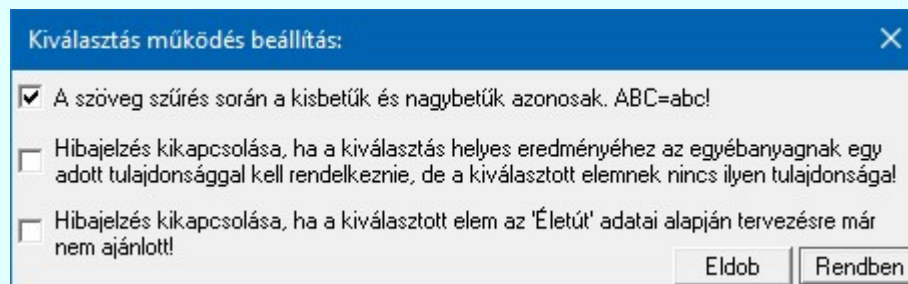 Kiválasztás működés beállítás:
A szöveg szűrés során a kisbetűk és nagybetűk azonosak. ABC=abc!
Hibajelzés kikapcsolása, ha a kiválasztás helyes eredményéhez az egyébanyagnak egy
adott tulajdonsággal kell rendelkeznie, de a kiválasztott elemnek nincs ilyen tulajdonsága!
Hibajelzés kikapcsolása, ha a kiválasztott elem az 'Életút' adatai alapján tervezésre már
nem ajánlott!
Eldob Rendben